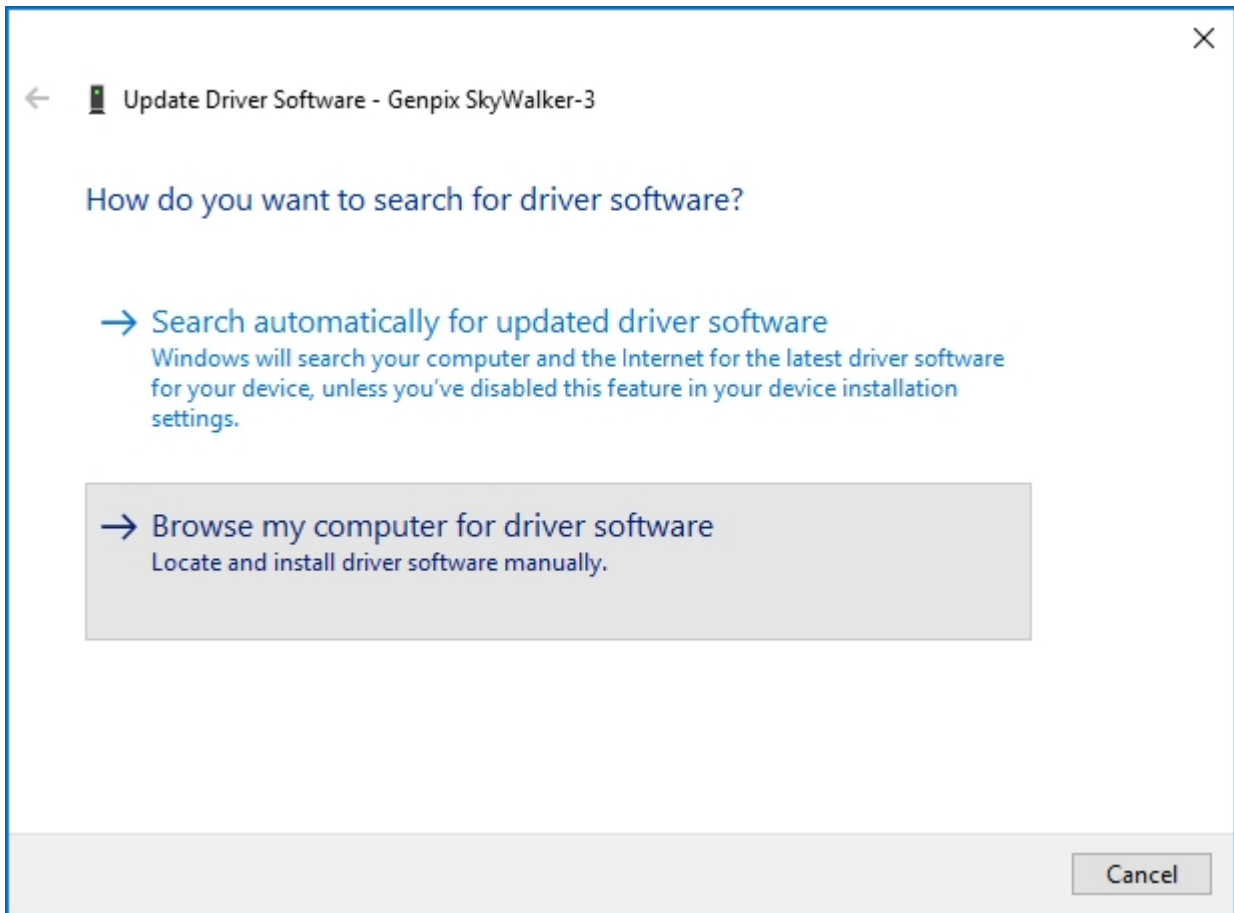 Update Driver Software - Genpix SkyWalker-3
How do you want to search for driver software?
Search automatically for updated driver software
Windows will search your computer and the Internet for the latest driver software
for your device, unless you've disabled this feature in your device installation
settings.
Browse my computer for driver software
Locate and install driver software manually.
Cancel